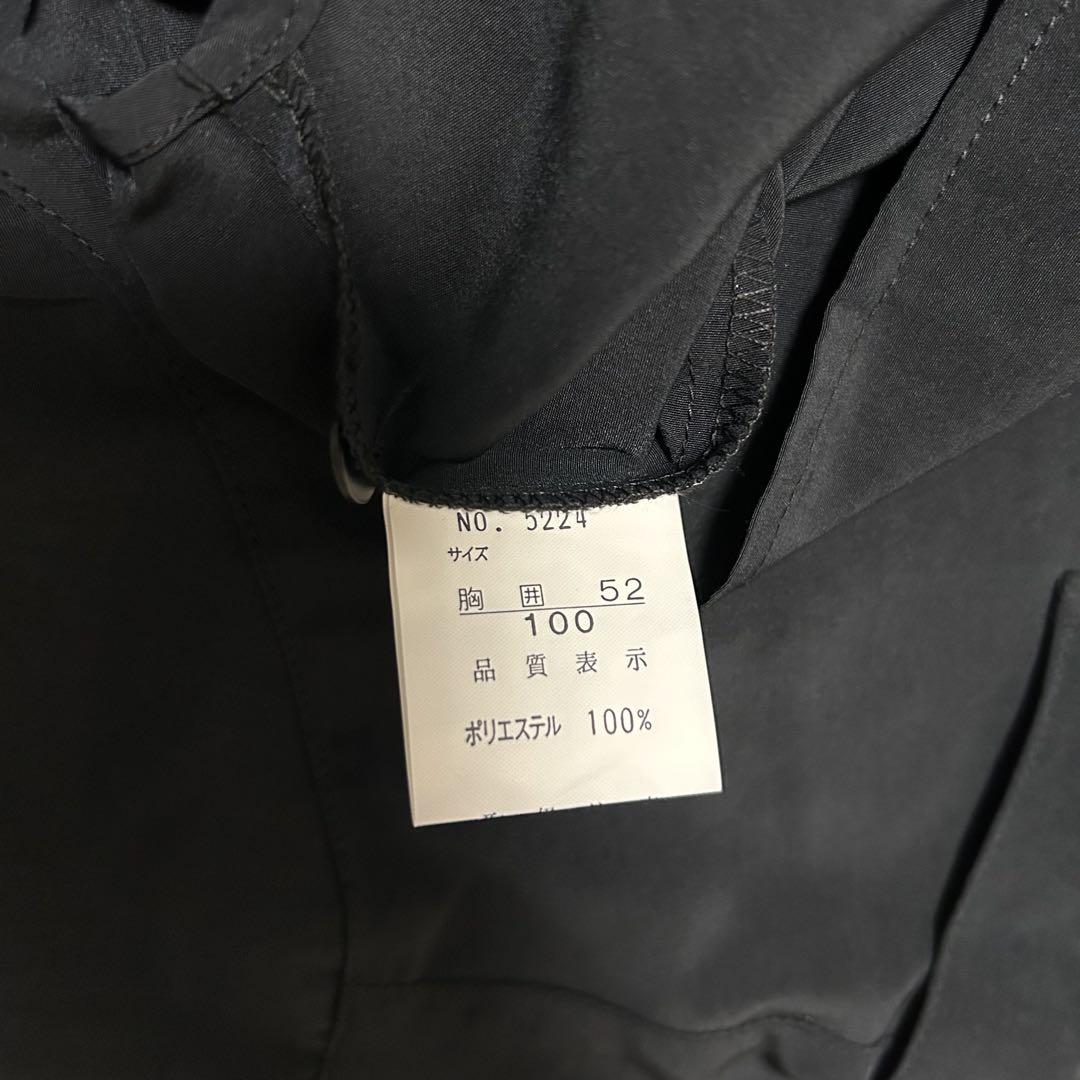 NO. 5224
サイズ
胸 囲 52
100
品 質 表 示
ポリエステル 100%